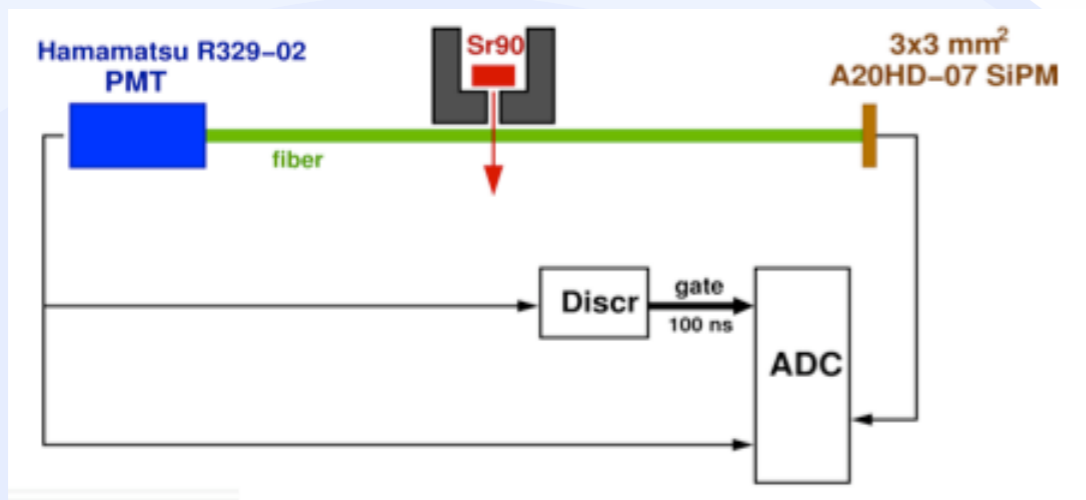 Hamamatsu R329-02
PMT
Sr90
3x3 mm²
A20HD-07 SiPM
fiber
Discr
gate
100 ns
ADC